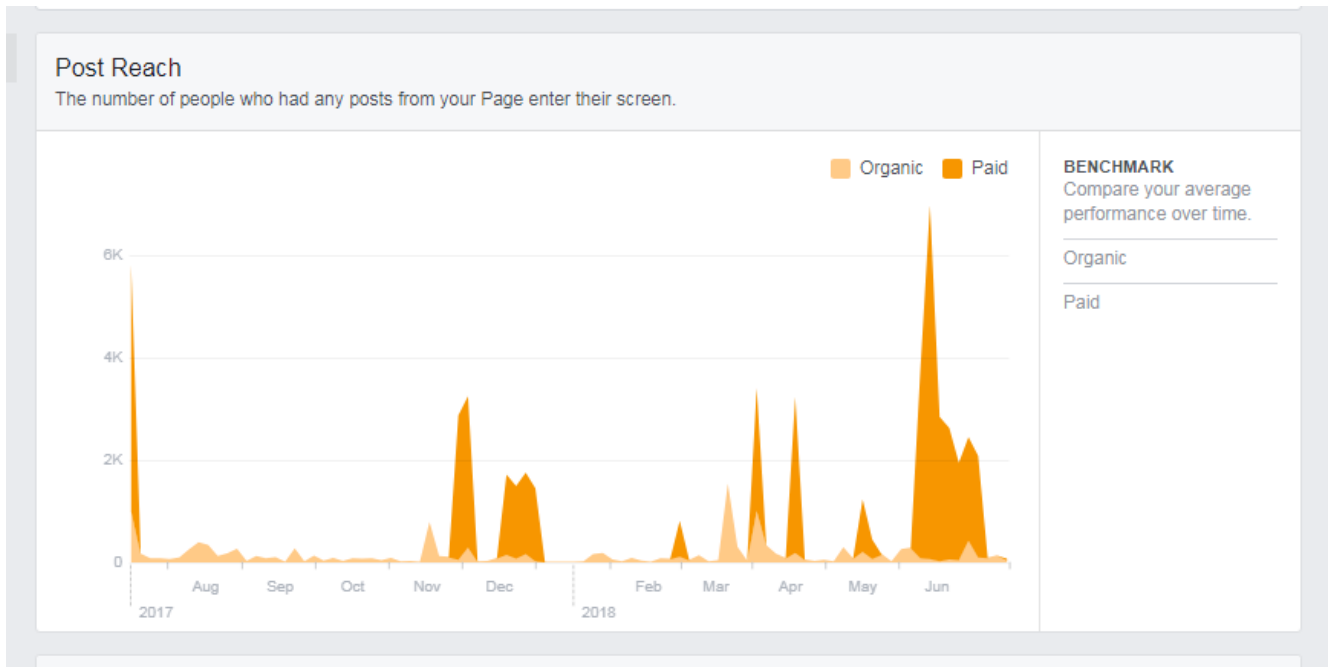 Post Reach
The number of people who had any posts from your Page enter their screen.
Organic Paid
BENCHMARK
Compare your average
performance over time.
Organic
Paid
6K
4K
2K
0
Aug Sep Oct Nov Dec Feb Mar Apr May Jun
2017 2018